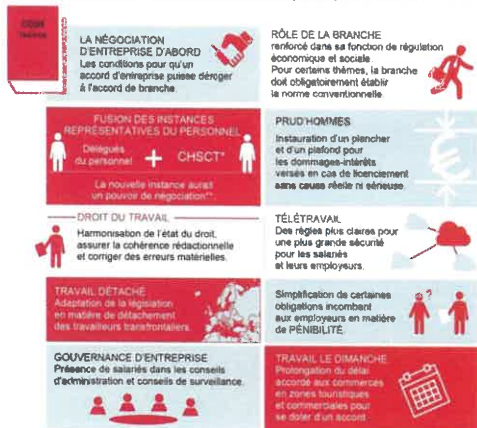 CODE
TRAVAIL
LA NÉGOCIATION
D'ENTREPRISE D'ABORD
Les conditions pour qu'un
accord d'entreprise puisse déroger
à l'accord de branche.
RÔLE DE LA BRANCHE
renforcé dans sa fonction de régulation
économique et sociale.
Pour certains thèmes, la branche
doit obligatoirement établir
la norme conventionnelle.
FUSION DES INSTANCES
REPRÉSENTATIVES DU PERSONNEL
Délégués
du personnel
+
CHSCT*
La nouvelle instance aurait
un pouvoir de négociation**.
PRUD'HOMMES
Instauration d'un plancher
et d'un plafond pour
les dommages-intérêts
versés en cas de licenciement
sans cause réelle ni sérieuse.
DROIT DU TRAVAIL
Harmonisation de l'état du droit,
assurer la cohérence rédactionnelle
et corriger des erreurs matérielles.
TÉLÉTRAVAIL
Des règles plus claires pour
une plus grande sécurité
pour les salariés
et leurs employeurs.
TRAVAIL DÉTACHÉ
Adaptation de la législation
en matière de détachement
des travailleurs transfrontaliers.
Simplification de certaines
obligations incombant
aux employeurs en matière
de PÉNIBILITÉ.
GOUVERNANCE D'ENTREPRISE
Présence de salariés dans les conseils
d'administration et conseils de surveillance.
TRAVAIL LE DIMANCHE
Prolongation du délai
accordé aux commerces
en zones touristiques
et commerciales pour
se doter d'un accord